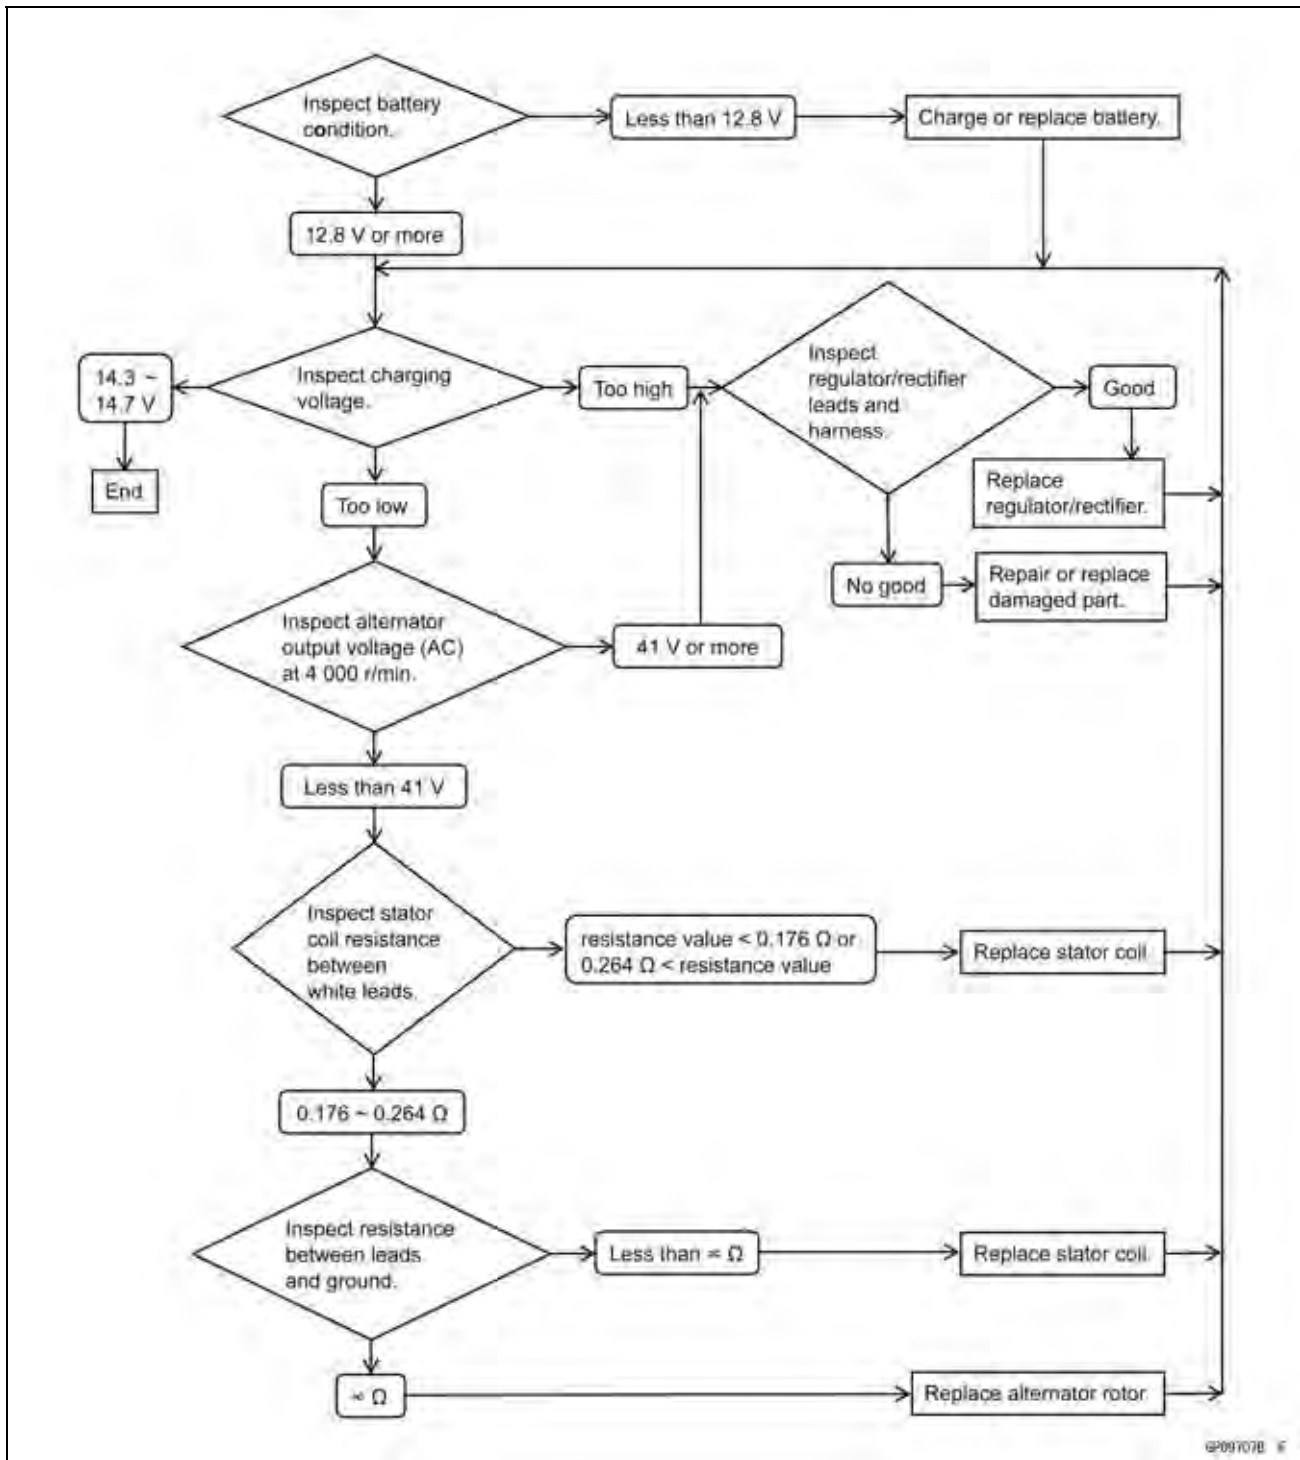 Inspect battery
condition.
Less than 12.8 V
Charge or replace battery.
12.8 V or more
14.3 ~
14.7 V
Inspect charging
voltage.
Too high
Inspect
regulator/rectifier
leads and
harness.
Good
End
Too low
Replace
regulator/rectifier.
No good
Repair or replace
damaged part.
Inspect alternator
output voltage (AC)
at 4 000 r/min.
41 V or more
Less than 41 V
Inspect stator
coil resistance
between
white leads.
resistance value < 0.176 Ω or
0.264 Ω < resistance value
Replace stator coil.
0.176 ~ 0.264 Ω
Inspect resistance
between leads
and ground.
Less than ∞ Ω
Replace stator coil.
∞ Ω
Replace alternator rotor.